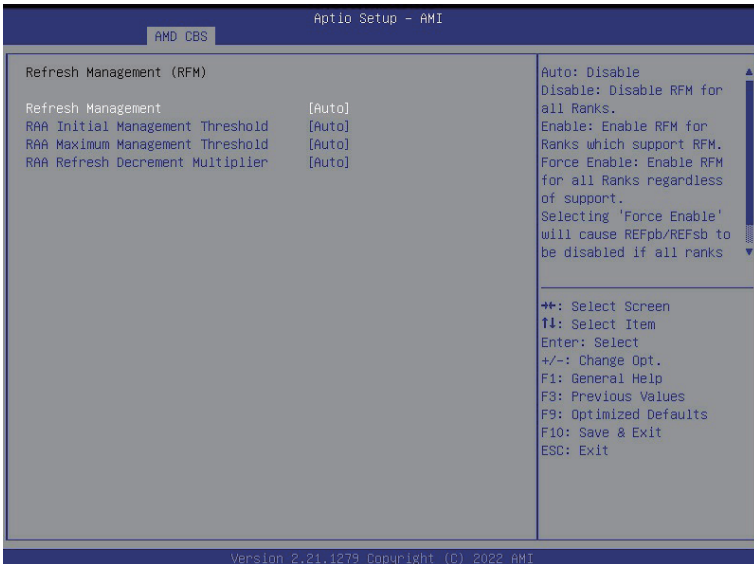 Aptio Setup - AMI
AMD CBS
Refresh Management (RFM)
Refresh Management [Auto]
RAA Initial Management Threshold [Auto]
RAA Maximum Management Threshold [Auto]
RAA Refresh Decrement Multiplier [Auto]
Auto: Disable
Disable: Disable RFM for
all Ranks.
Enable: Enable RFM for
Ranks which support RFM.
Force Enable: Enable RFM
for all Ranks regardless
of support.
Selecting 'Force Enable'
will cause REFpb/REFsb to
be disabled if all ranks
→←: Select Screen
↑↓: Select Item
Enter: Select
+/-: Change Opt.
F1: General Help
F3: Previous Values
F9: Optimized Defaults
F10: Save & Exit
ESC: Exit
Version 2.21.1279 Copyright (C) 2022 AMI